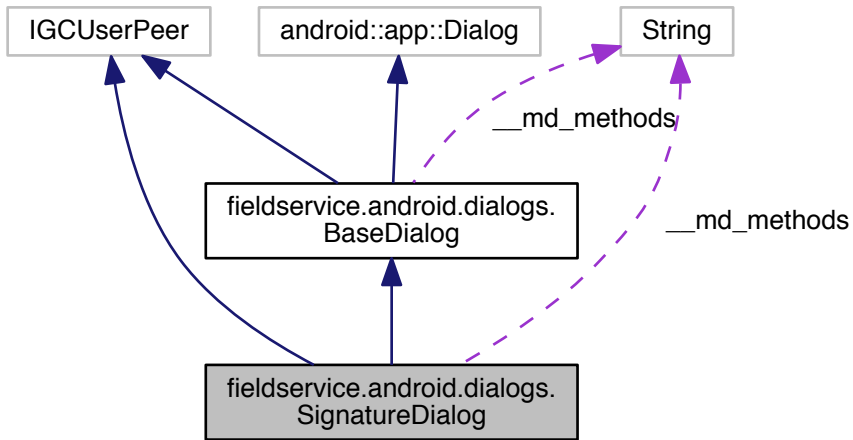 IGCUserPeer
android::app::Dialog
String
__md_methods
fieldservice.android.dialogs.
BaseDialog
__md_methods
fieldservice.android.dialogs.
SignatureDialog